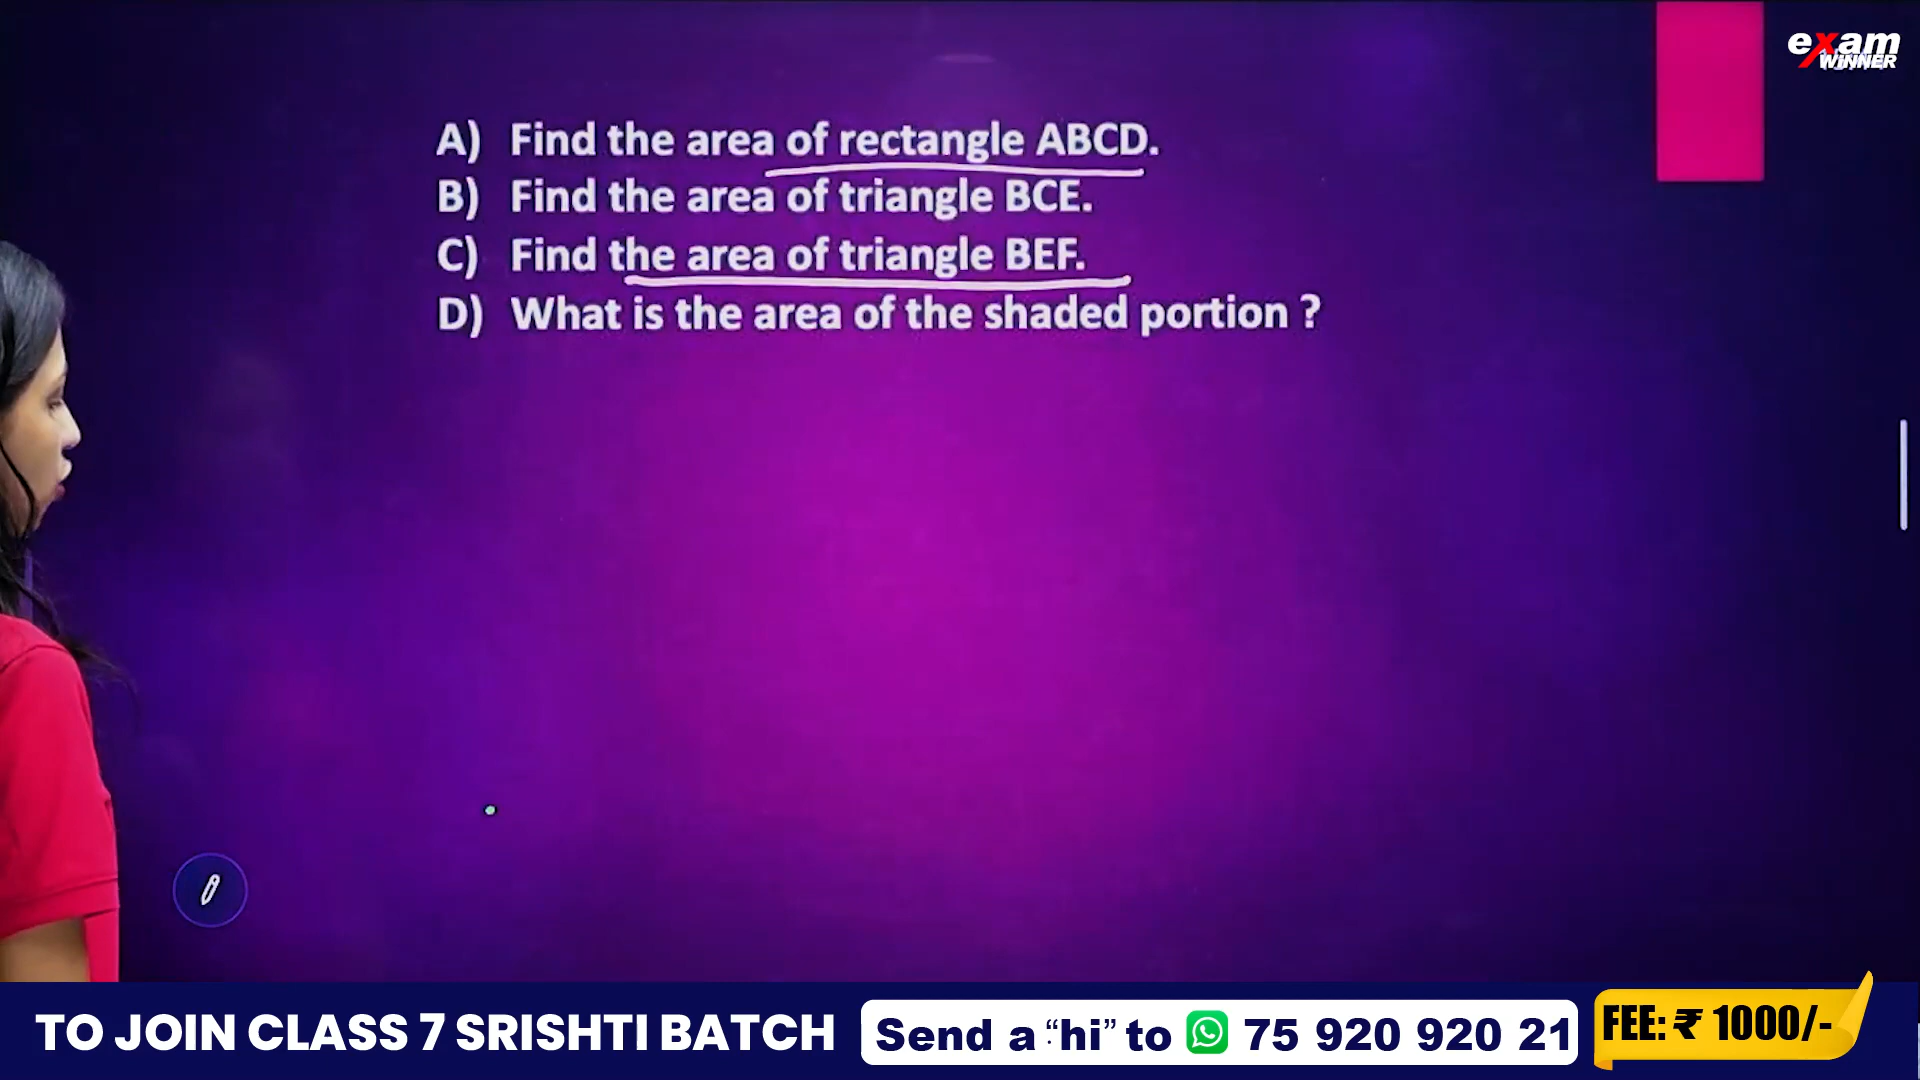 exam
WINNER
A) Find the area of rectangle ABCD.
B) Find the area of triangle BCE.
C) Find the area of triangle BEF.
D) What is the area of the shaded portion ?
TO JOIN CLASS 7 SRISHTI BATCH
Send a “hi” to 75 920 920 21
FEE: ₹ 1000/-